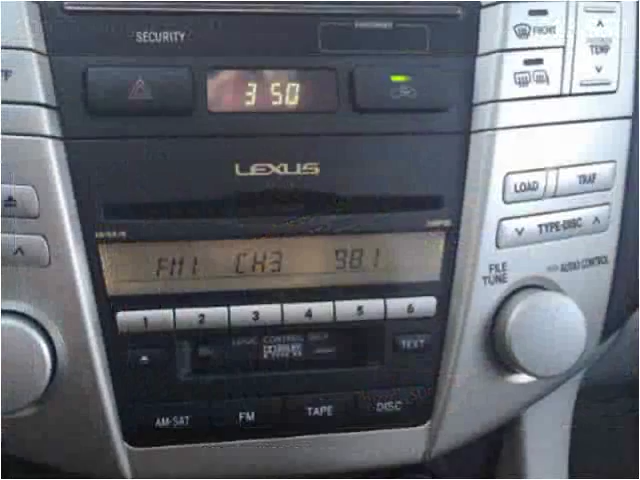 SECURITY
FRONT
TEMP
3 50
LEXUS
LOAD
TRAF
TYPE-DISC
FM1 CH3 98.1
FILE
TUNE
AUDIO CONTROL
1 2 3 4 5 6
TEXT
AM·SAT
FM
TAPE
DISC